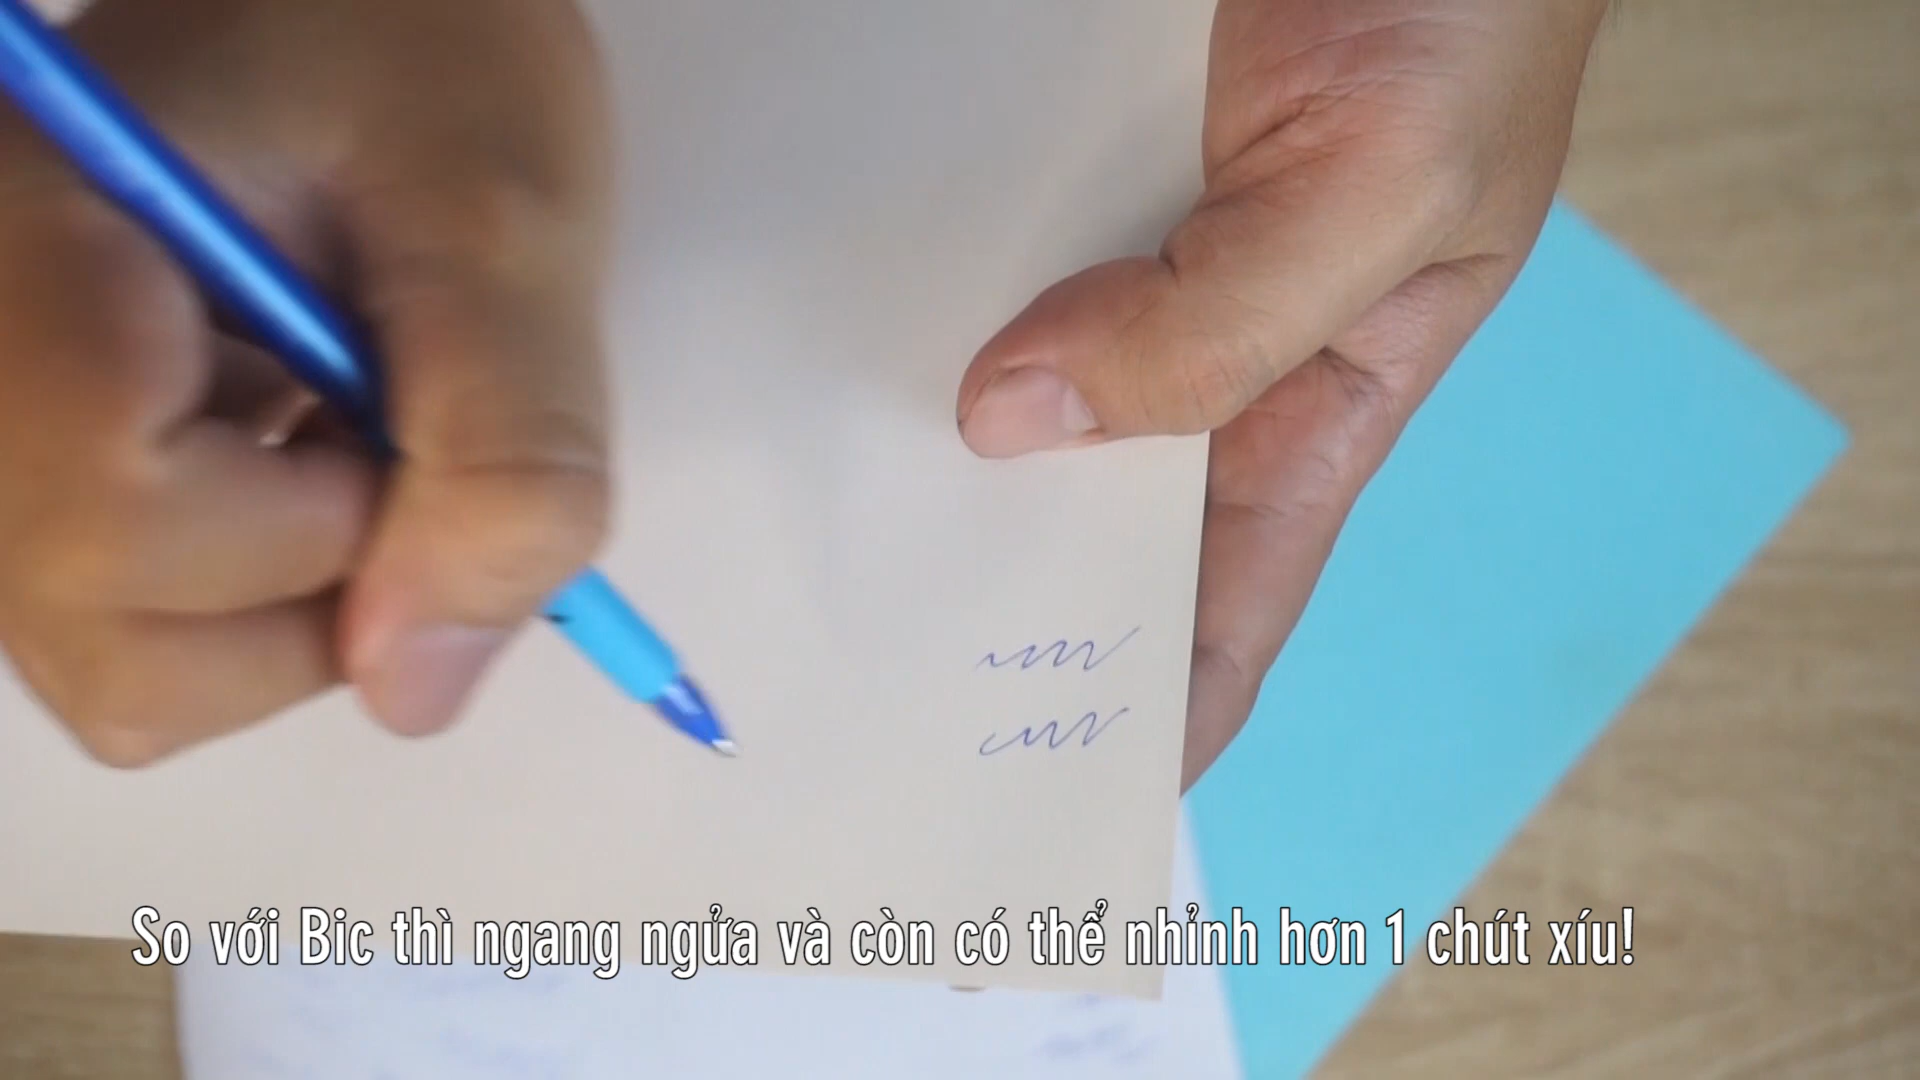 So với Bic thì ngang ngửa và còn có thể nhỉnh hơn 1 chút xíu!